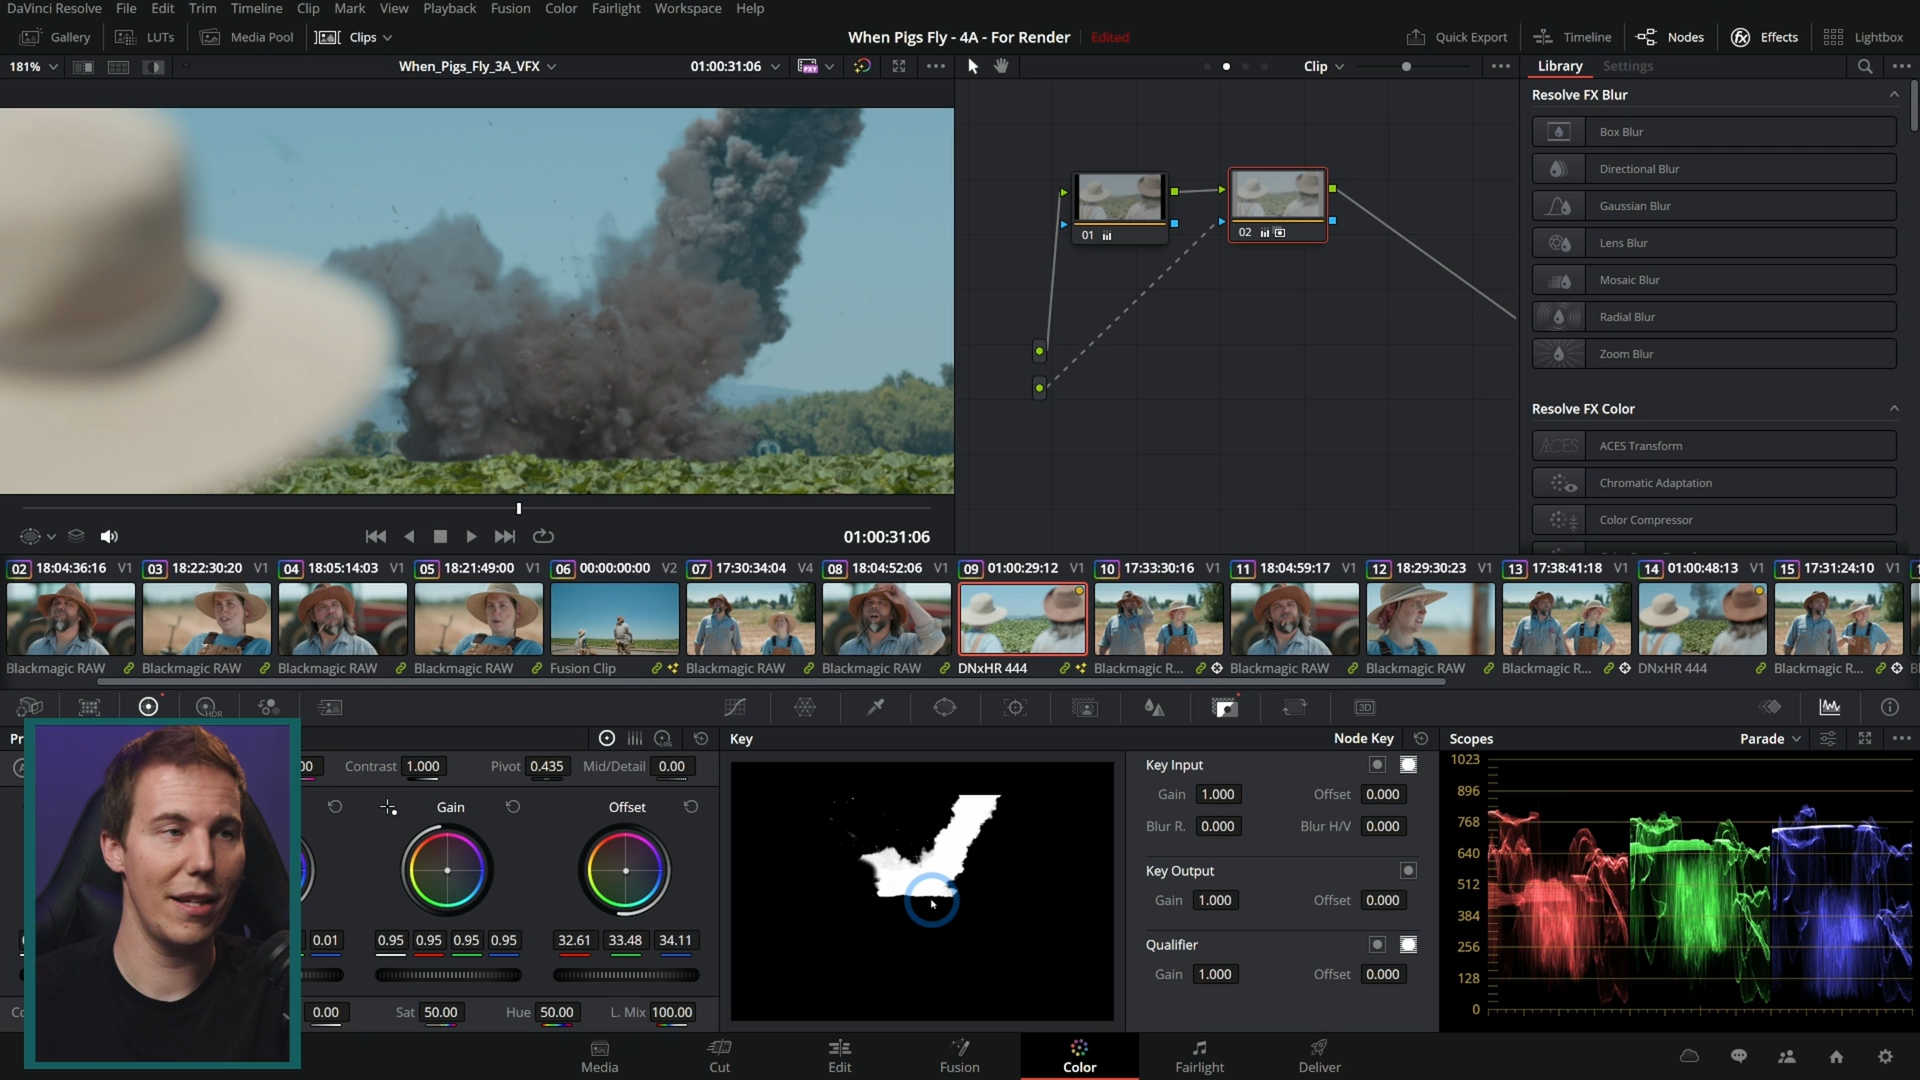 DaVinci Resolve File Edit Trim Timeline Clip Mark View Playback Fusion Color Fairlight Workspace Help
Gallery LUTs Media Pool Clips When Pigs Fly - 4A - For Render Edited Quick Export Timeline Nodes Effects Lightbox
181% When_Pigs_Fly_3A_VFX 01:00:31:06 Clip Library Settings
Resolve FX Blur
Box Blur
Directional Blur
Gaussian Blur
Lens Blur
Mosaic Blur
Radial Blur
Zoom Blur
01
02
Resolve FX Color
ACES Transform
Chromatic Adaptation
Color Compressor
01:00:31:06
02 18:04:36:16 V1 03 18:22:30:20 V1 04 18:05:14:03 V1 05 18:21:49:00 V1 06 00:00:00:00 V2 07 17:30:34:04 V4 08 18:04:52:06 V1 09 01:00:29:12 V1 10 17:33:30:16 V1 11 18:04:59:17 V1 12 18:29:30:23 V1 13 17:38:41:18 V1 14 01:00:48:13 V1 15 17:31:24:10 V1
Blackmagic RAW Blackmagic RAW Blackmagic RAW Blackmagic RAW Fusion Clip Blackmagic RAW Blackmagic RAW DNxHR 444 Blackmagic R... Blackmagic RAW Blackmagic RAW Blackmagic R... DNxHR 444 Blackmagic R...
HDR 3D
Pr Key Node Key Scopes Parade
LOG
00 Contrast 1.000 Pivot 0.435 Mid/Detail 0.00
Gain Offset
0.01 0.95 0.95 0.95 0.95 32.61 33.48 34.11
0.00 Sat 50.00 Hue 50.00 L. Mix 100.00
Key Input
Gain 1.000 Offset 0.000
Blur R. 0.000 Blur H/V 0.000
Key Output
Gain 1.000 Offset 0.000
Qualifier
Gain 1.000 Offset 0.000
1023
896
768
640
512
384
256
128
0
Media Cut Edit Fusion Color Fairlight Deliver